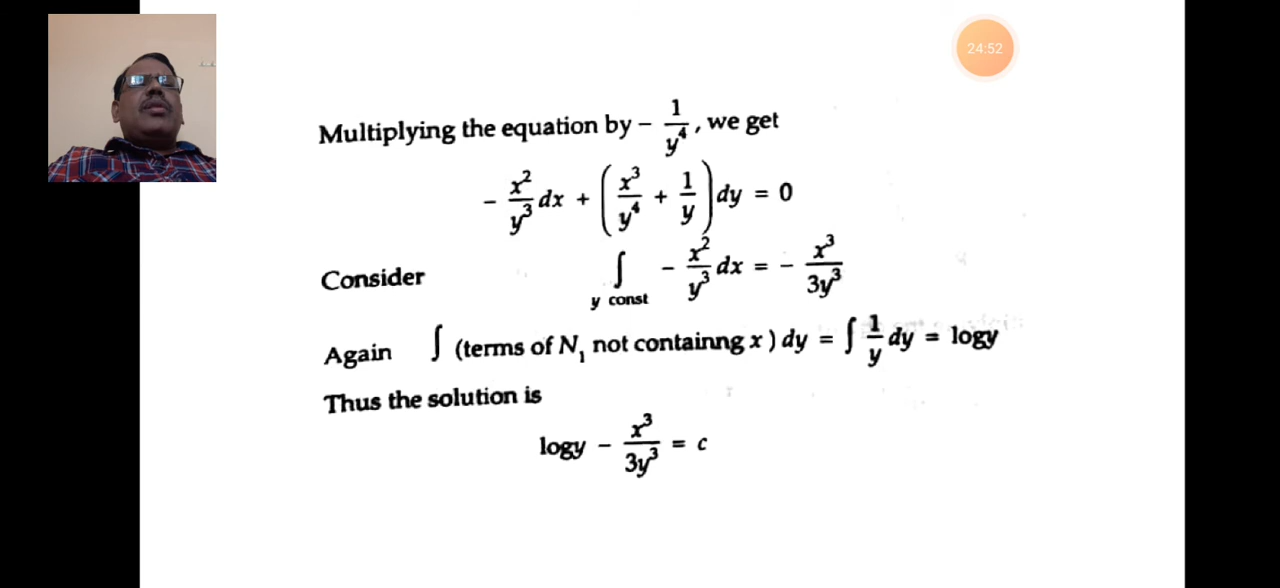 24:52
Multiplying the equation by − 1/y⁴, we get
− x²/y³ dx + (x³/y⁴ + 1/y) dy = 0
Consider ∫ y const − x²/y³ dx = − x³/3y³
Again ∫ (terms of N₁ not containng x) dy = ∫ 1/y dy = logy
Thus the solution is
logy − x³/3y³ = c